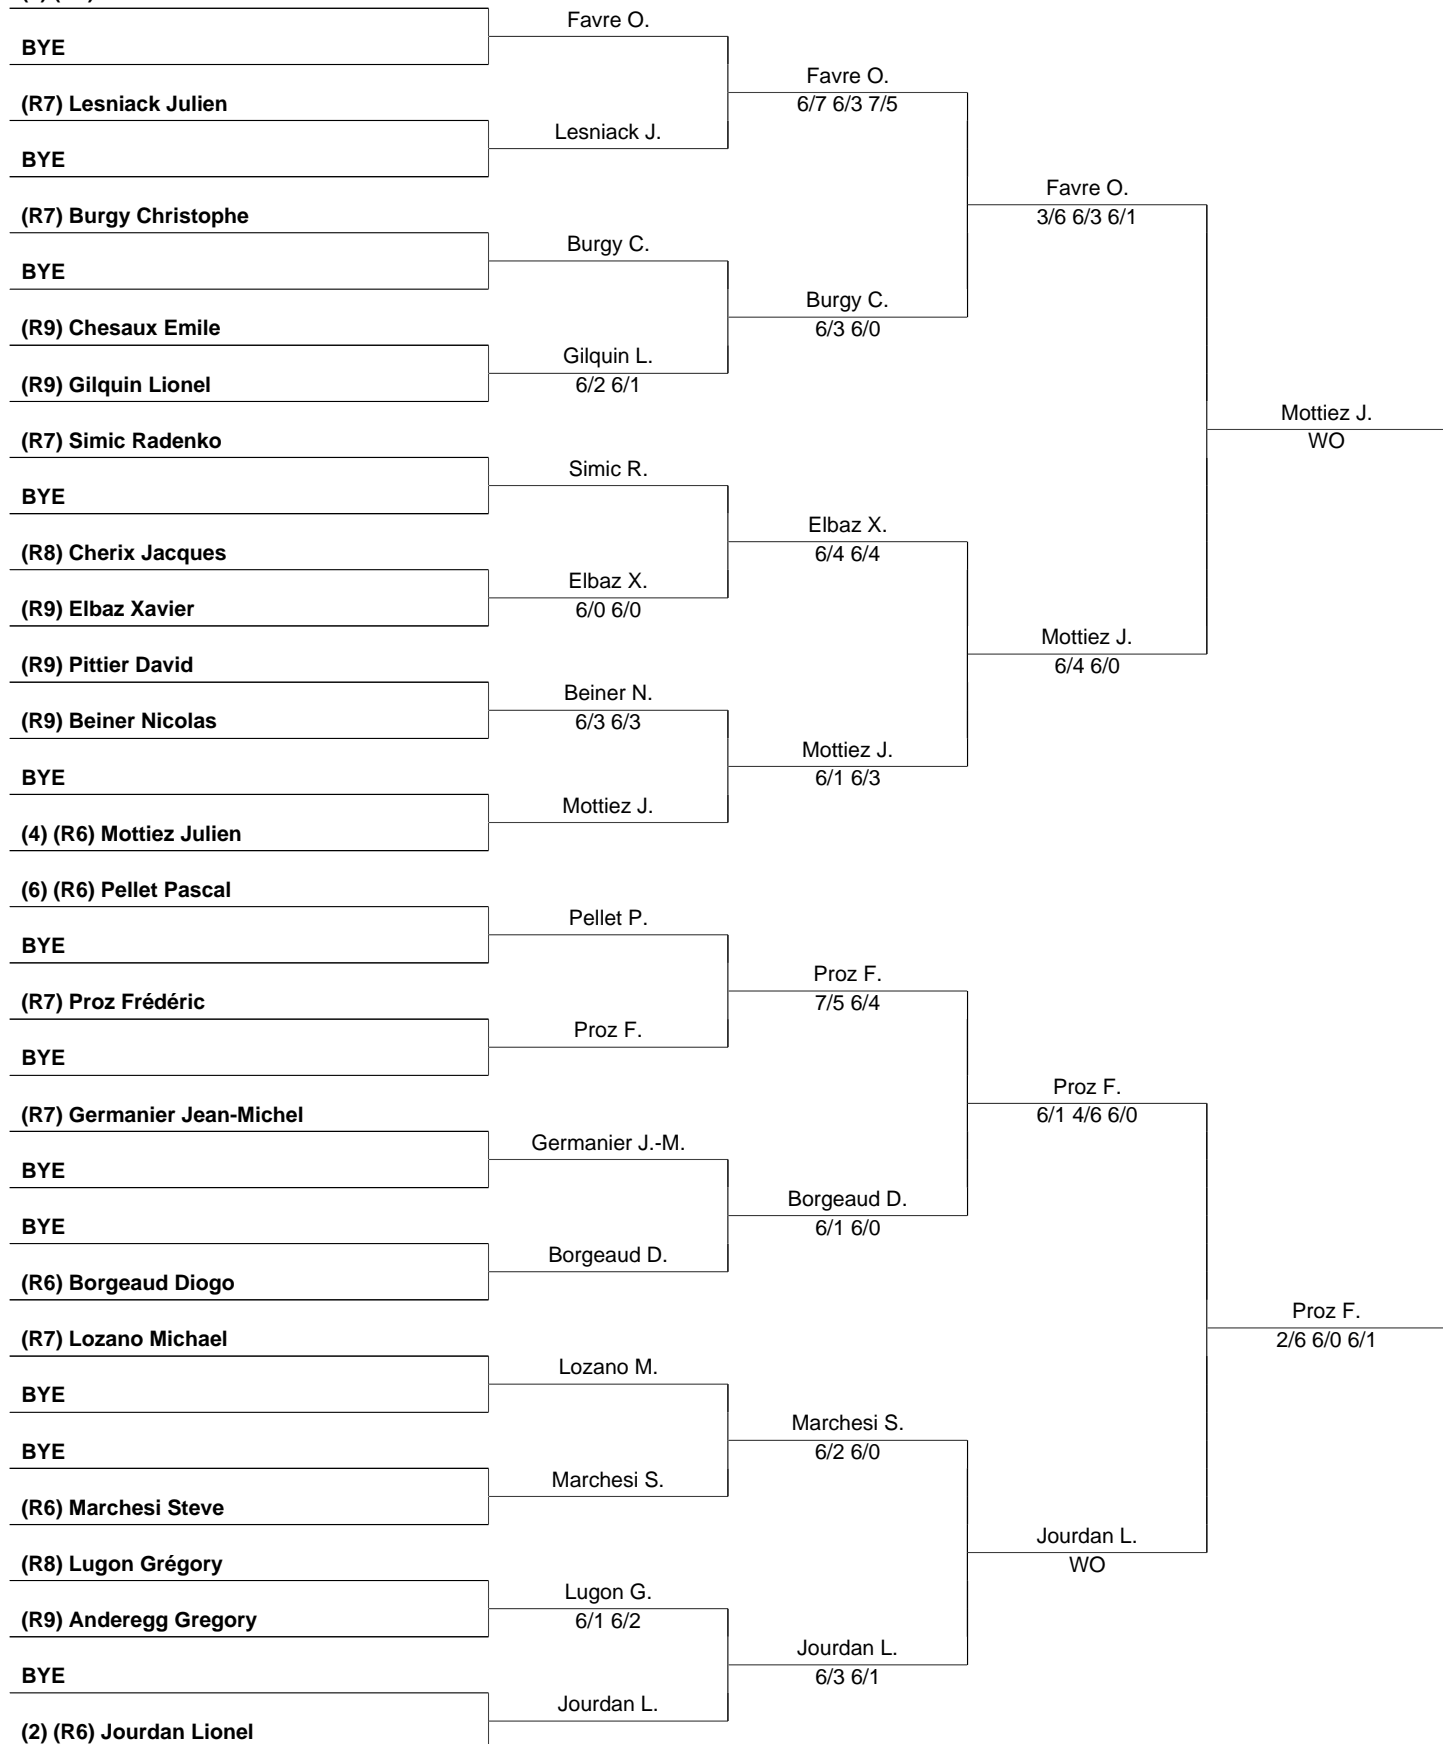 BYE
(R7) Lesniack Julien
BYE
(R7) Burgy Christophe
BYE
(R9) Chesaux Emile
(R9) Gilquin Lionel
(R7) Simic Radenko
BYE
(R8) Cherix Jacques
(R9) Elbaz Xavier
(R9) Pittier David
(R9) Beiner Nicolas
BYE
(4) (R6) Mottiez Julien
(6) (R6) Pellet Pascal
BYE
(R7) Proz Frédéric
BYE
(R7) Germanier Jean-Michel
BYE
BYE
(R6) Borgeaud Diogo
(R7) Lozano Michael
BYE
BYE
(R6) Marchesi Steve
(R8) Lugon Grégory
(R9) Anderegg Gregory
BYE
(2) (R6) Jourdan Lionel
Favre O.
Lesniack J.
Burgy C.
Gilquin L.
6/2 6/1
Simic R.
Elbaz X.
6/0 6/0
Beiner N.
6/3 6/3
Mottiez J.
Pellet P.
Proz F.
Germanier J.-M.
Borgeaud D.
Lozano M.
Marchesi S.
Lugon G.
6/1 6/2
Jourdan L.
Favre O.
6/7 6/3 7/5
Burgy C.
6/3 6/0
Elbaz X.
6/4 6/4
Mottiez J.
6/1 6/3
Proz F.
7/5 6/4
Borgeaud D.
6/1 6/0
Marchesi S.
6/2 6/0
Jourdan L.
6/3 6/1
Favre O.
3/6 6/3 6/1
Mottiez J.
6/4 6/0
Proz F.
6/1 4/6 6/0
Jourdan L.
WO
Mottiez J.
WO
Proz F.
2/6 6/0 6/1